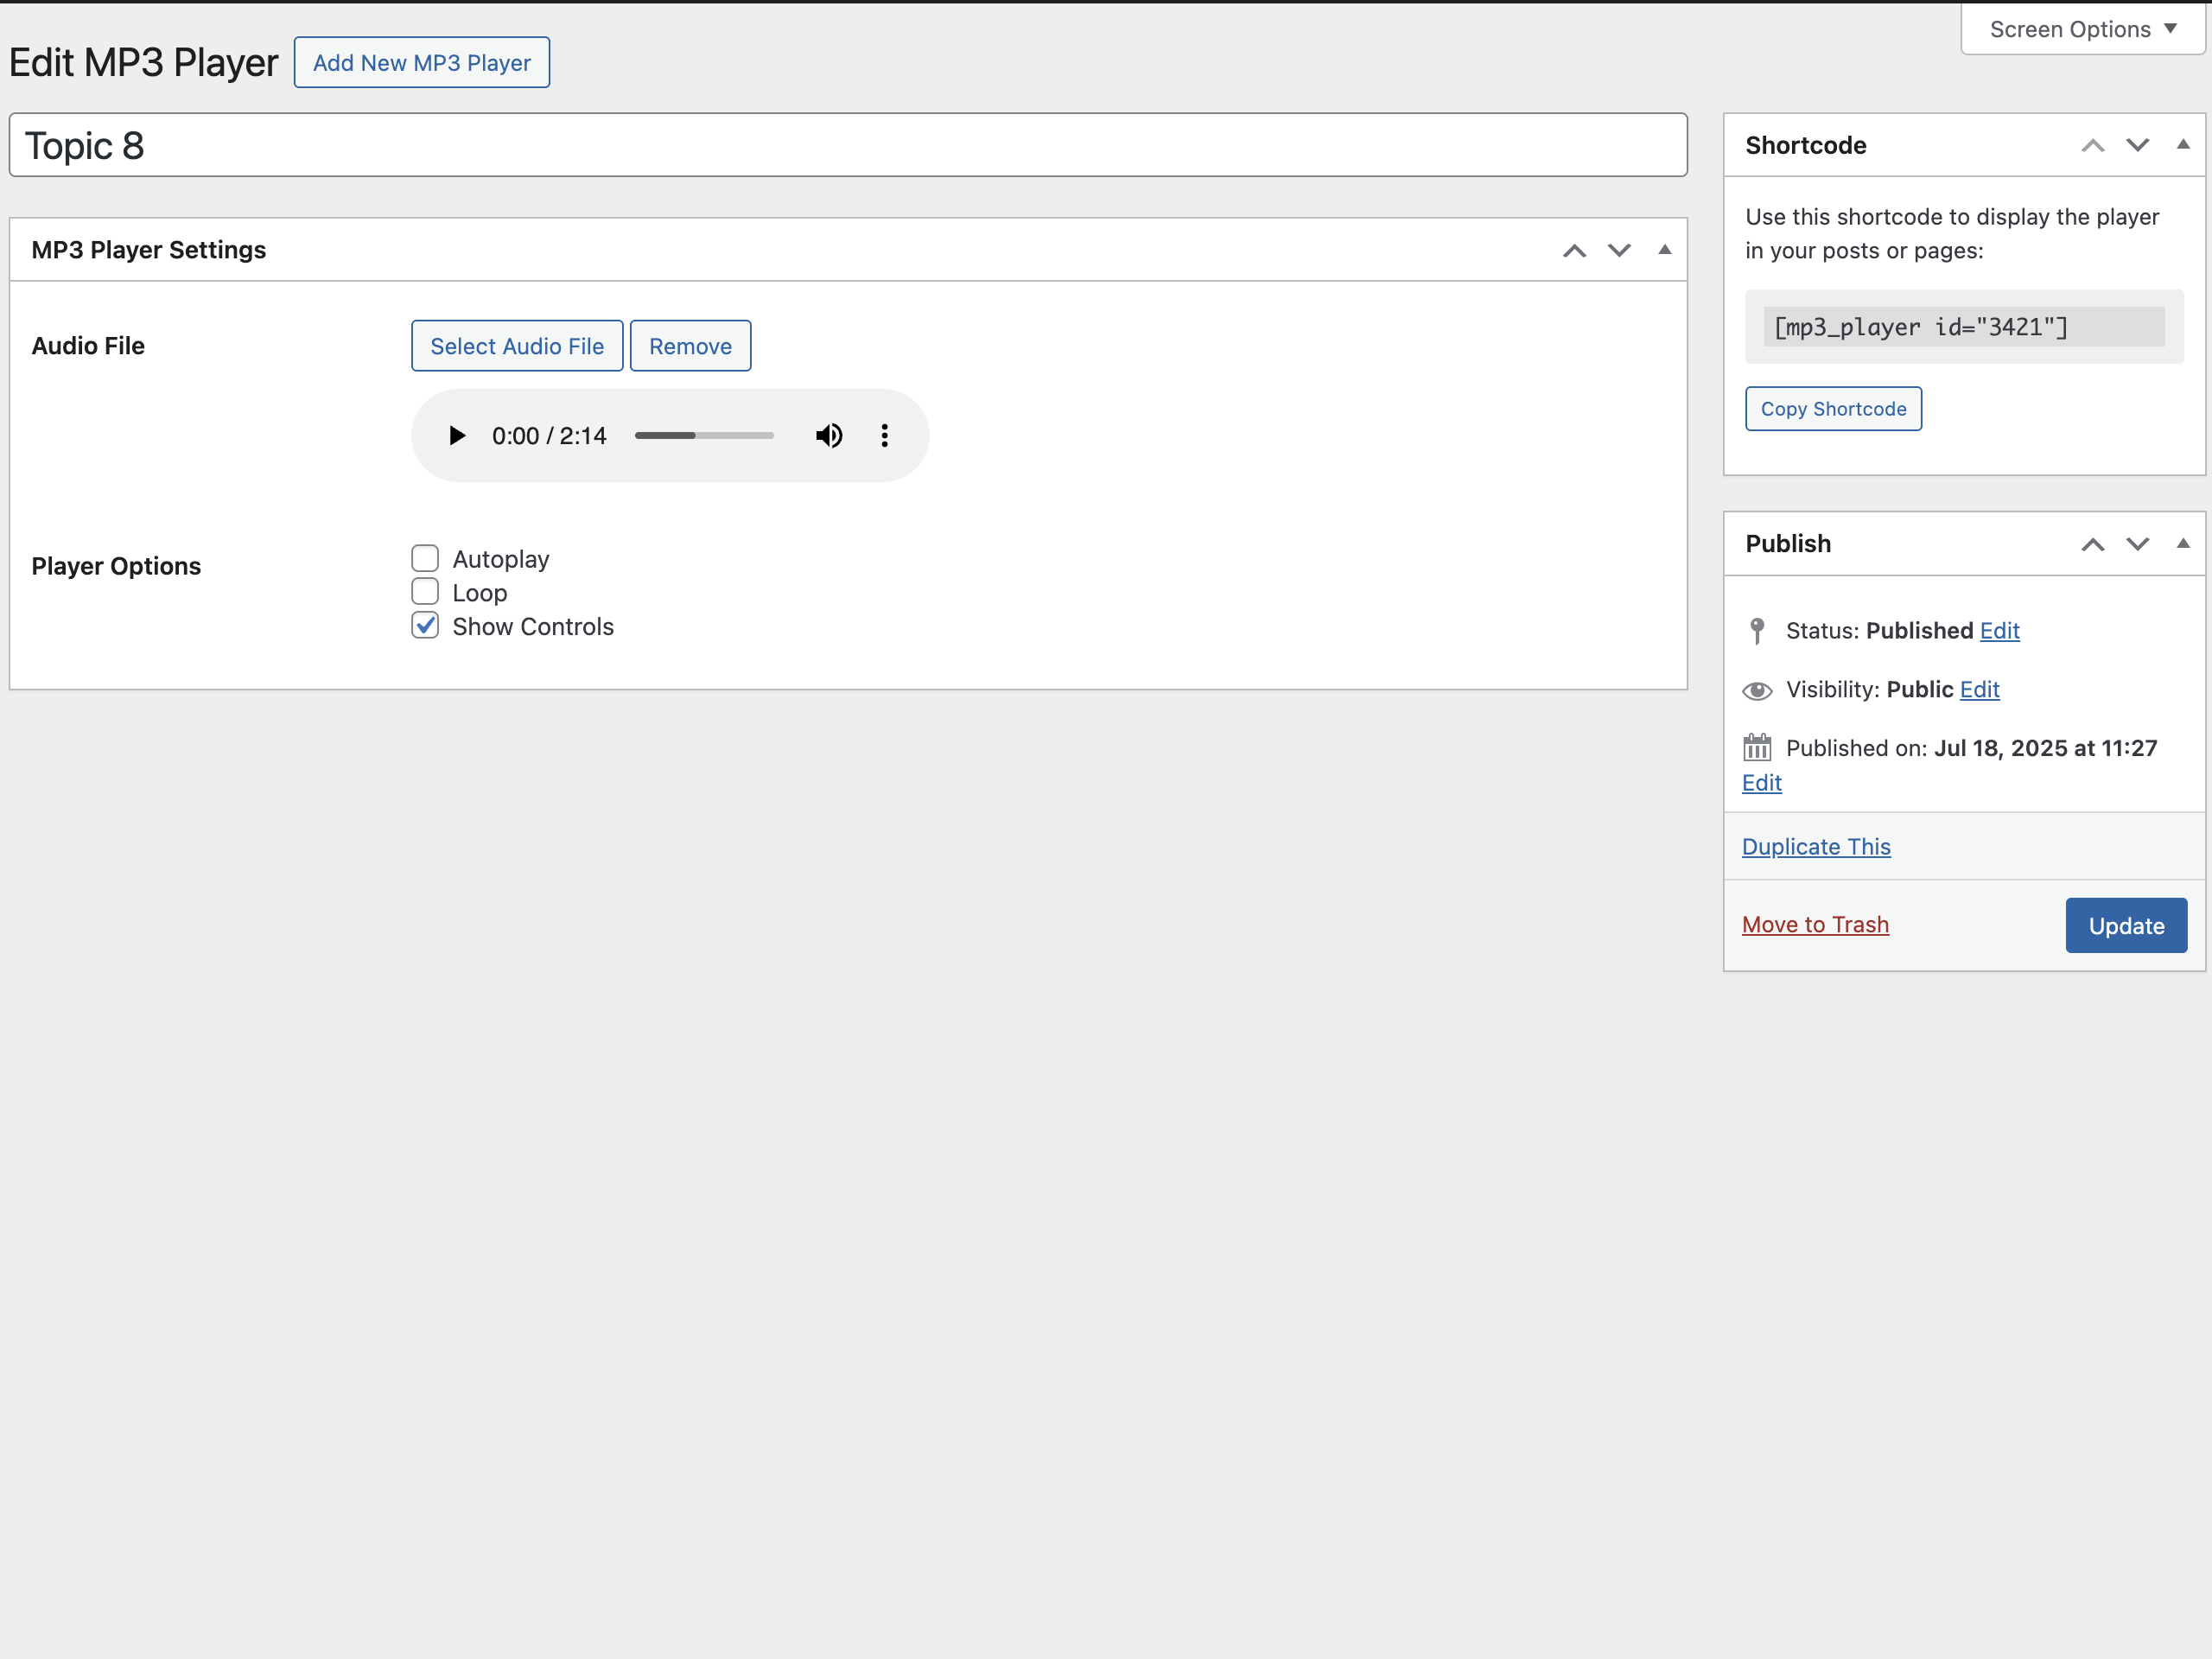 Screen Options
Edit MP3 Player
Add New MP3 Player
Topic 8
MP3 Player Settings
Audio File
Select Audio File
Remove
0:00 / 2:14
Player Options
Autoplay
Loop
Show Controls
Shortcode
Use this shortcode to display the player
in your posts or pages:
[mp3_player id="3421"]
Copy Shortcode
Publish
Status: Published Edit
Visibility: Public Edit
Published on: Jul 18, 2025 at 11:27
Edit
Duplicate This
Move to Trash
Update